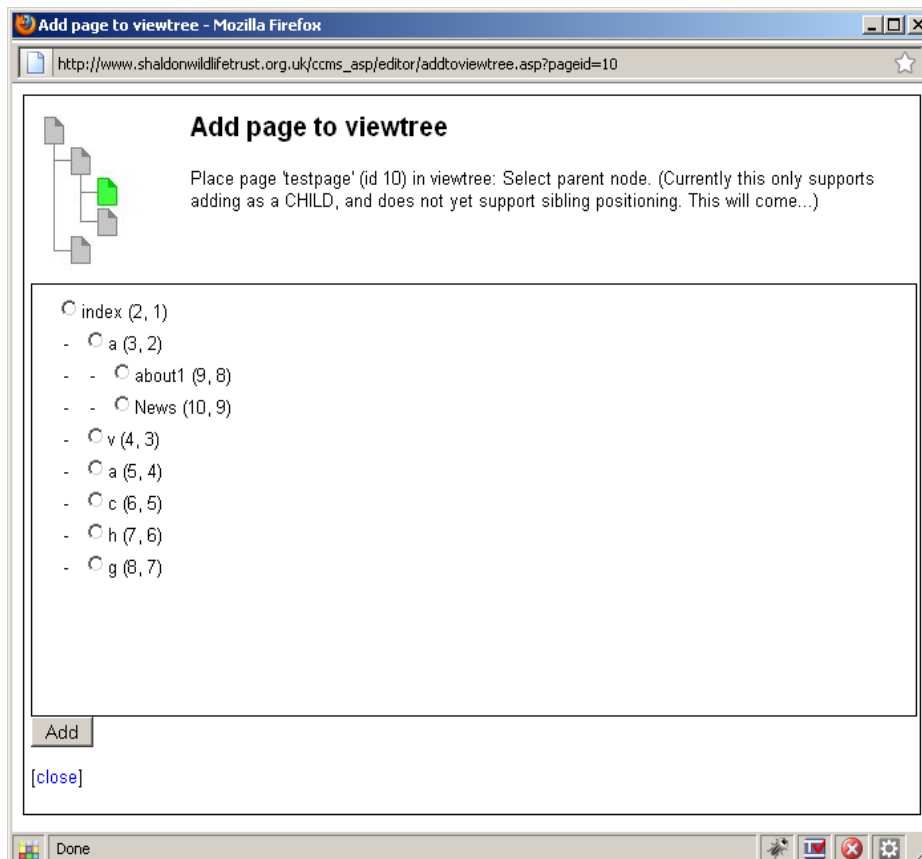 Add page to viewtree - Mozilla Firefox
http://www.shaldonwildlifetrust.org.uk/ccms_asp/editor/addtoviewtree.asp?pageid=10
Add page to viewtree
Place page 'testpage' (id 10) in viewtree: Select parent node. (Currently this only supports
adding as a CHILD, and does not yet support sibling positioning. This will come...)
index (2, 1)
- a (3, 2)
- - about1 (9, 8)
- - News (10, 9)
- v (4, 3)
- a (5, 4)
- c (6, 5)
- h (7, 6)
- g (8, 7)
Add
[close]
Done